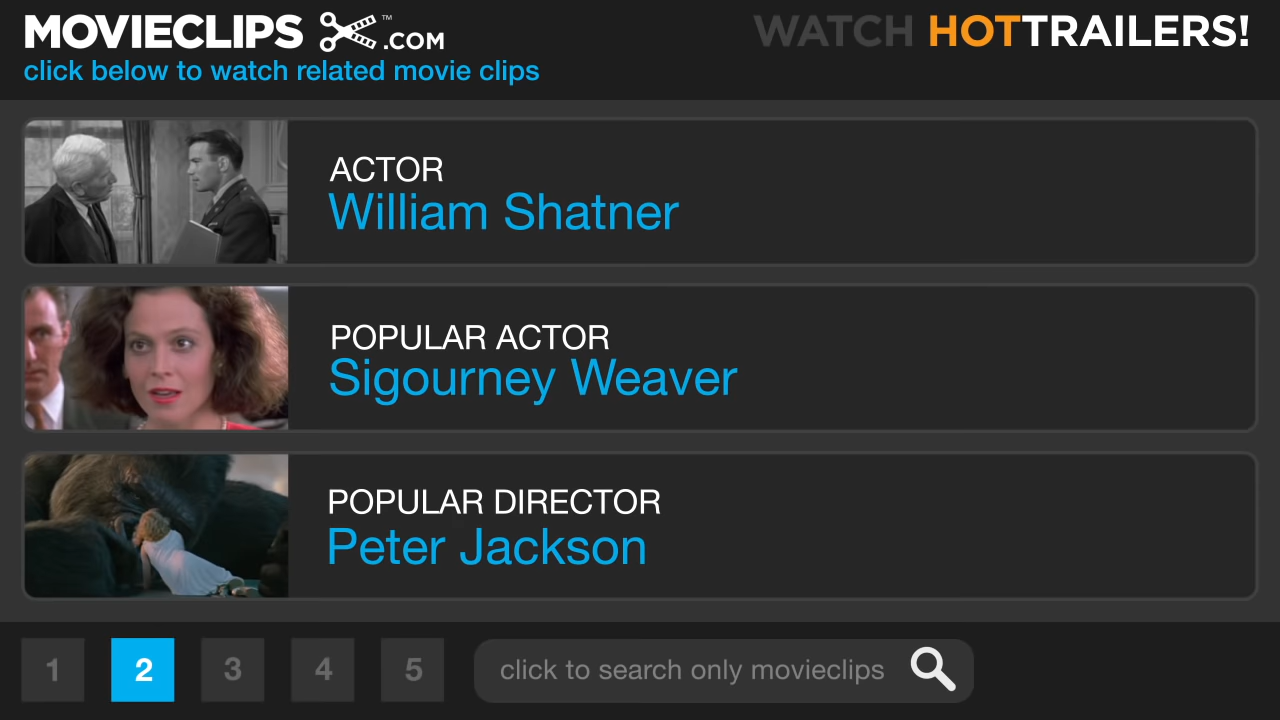 MOVIECLIPS ™ .COM
WATCH HOTTRAILERS!
click below to watch related movie clips
ACTOR
William Shatner
POPULAR ACTOR
Sigourney Weaver
POPULAR DIRECTOR
Peter Jackson
1 2 3 4 5 click to search only movieclips